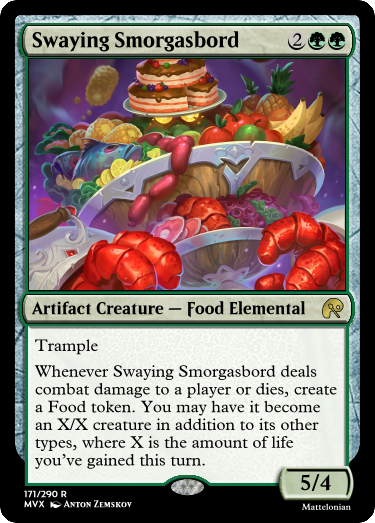 Swaying Smorgasbord 2
Artifact Creature — Food Elemental
Trample
Whenever Swaying Smorgasbord deals
combat damage to a player or dies, create
a Food token. You may have it become
an X/X creature in addition to its other
types, where X is the amount of life
you've gained this turn.
5/4
171/290 R
MVX Anton Zemskov
Mattelonian